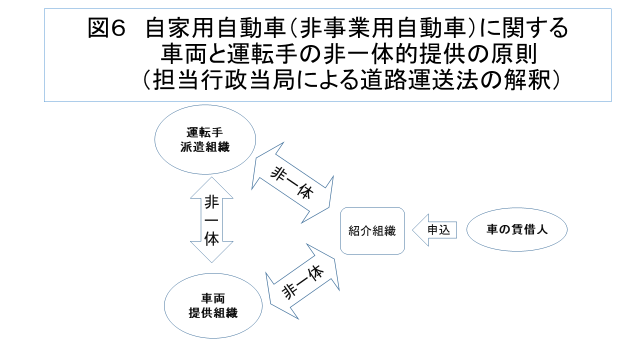 図６　自家用自動車（非事業用自動車）に関する
車両と運転手の非一体的提供の原則
（担当行政当局による道路運送法の解釈）
運転手
派遣組織
非一体
非一体
紹介組織
申込
車の賃借人
車両
提供組織
非一体